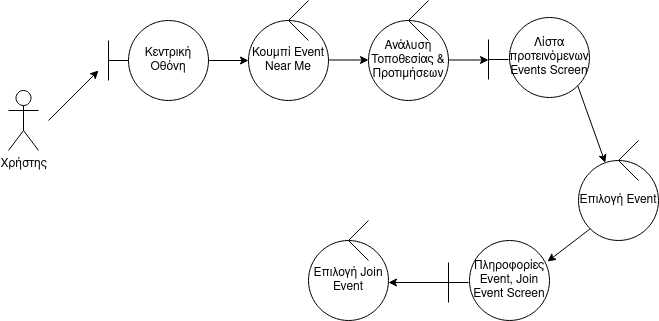 Κεντρική
Οθόνη
Κουμπί Event
Near Me
Ανάλυση
Τοποθεσίας &
Προτιμήσεων
Λίστα
προτεινόμενων
Events Screen
Χρήστης
Επιλογή Event
Πληροφορίες
Event, Join
Event Screen
Επιλογή Join
Event